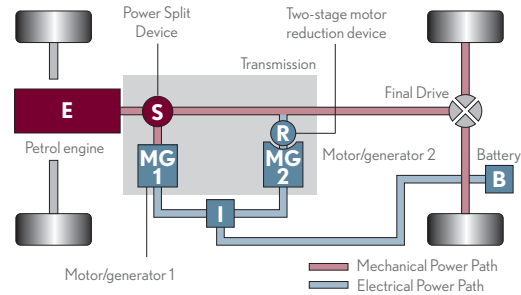 Power Split
Device
Two-stage motor
reduction device
Transmission
Final Drive
E
S
R
Petrol engine
MG
1
MG
2
Motor/generator 2
Battery
B
I
Motor/generator 1
Mechanical Power Path
Electrical Power Path